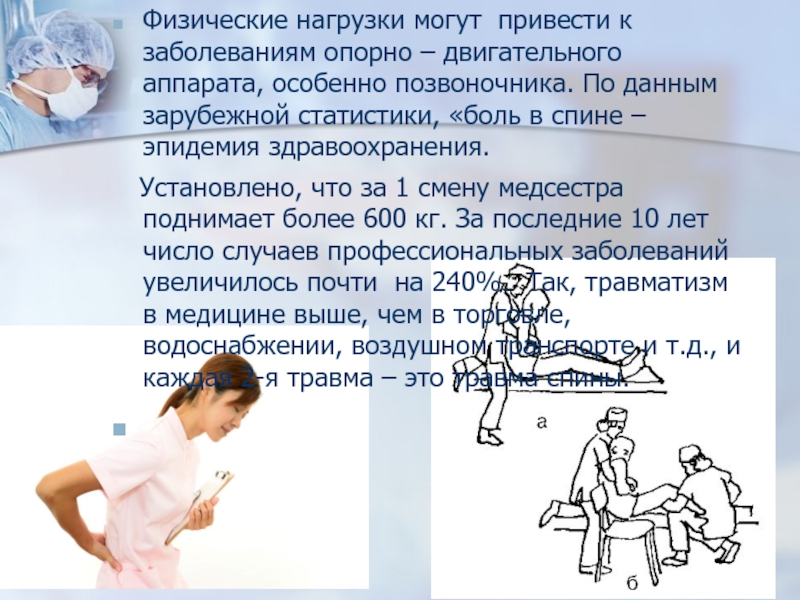 Физические нагрузки могут  привести к
заболеваниям опорно – двигательного
аппарата, особенно позвоночника. По данным
зарубежной статистики, «боль в спине –
эпидемия здравоохранения.
Установлено, что за 1 смену медсестра
поднимает более 600 кг. За последние 10 лет
число случаев профессиональных заболеваний
увеличилось почти  на 240%. Так, травматизм
в медицине выше, чем в торговле,
водоснабжении, воздушном транспорте и т.д., и
каждая 2-я травма – это травма спины.
а
б